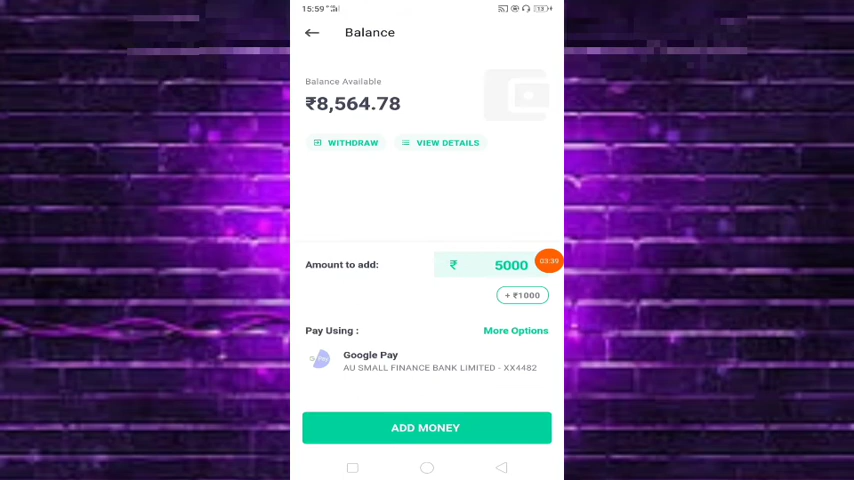 15:59
Balance
Balance Available
₹8,564.78
WITHDRAW VIEW DETAILS
Amount to add: ₹ 5000 03:39
+ ₹1000
Pay Using : More Options
Google Pay
AU SMALL FINANCE BANK LIMITED - XX4482
ADD MONEY